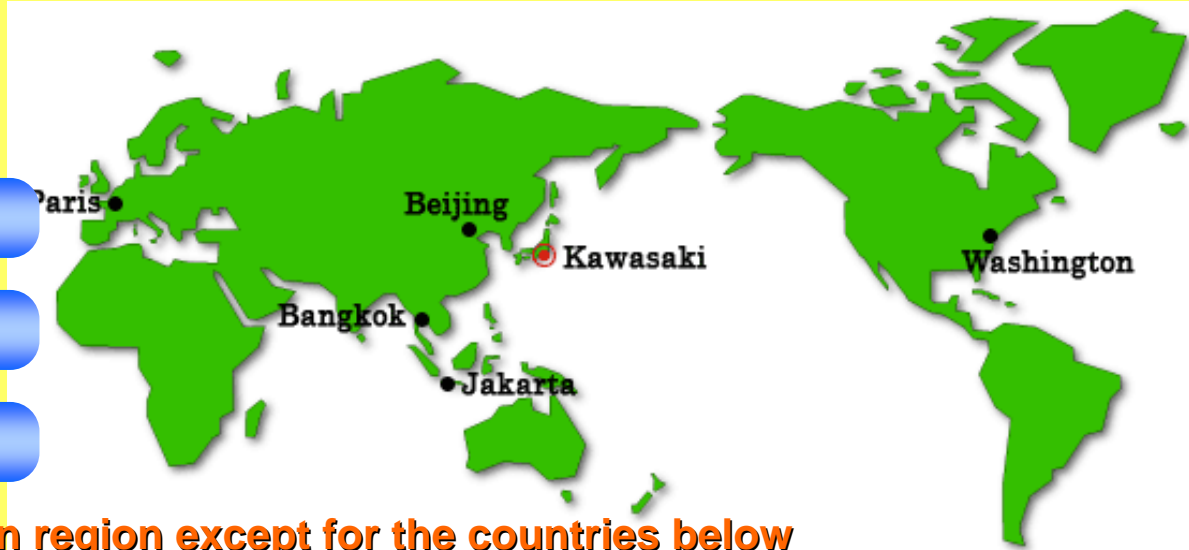 Paris
Beijing
Kawasaki
Washington
Bangkok
Jakarta
n region except for the countries below